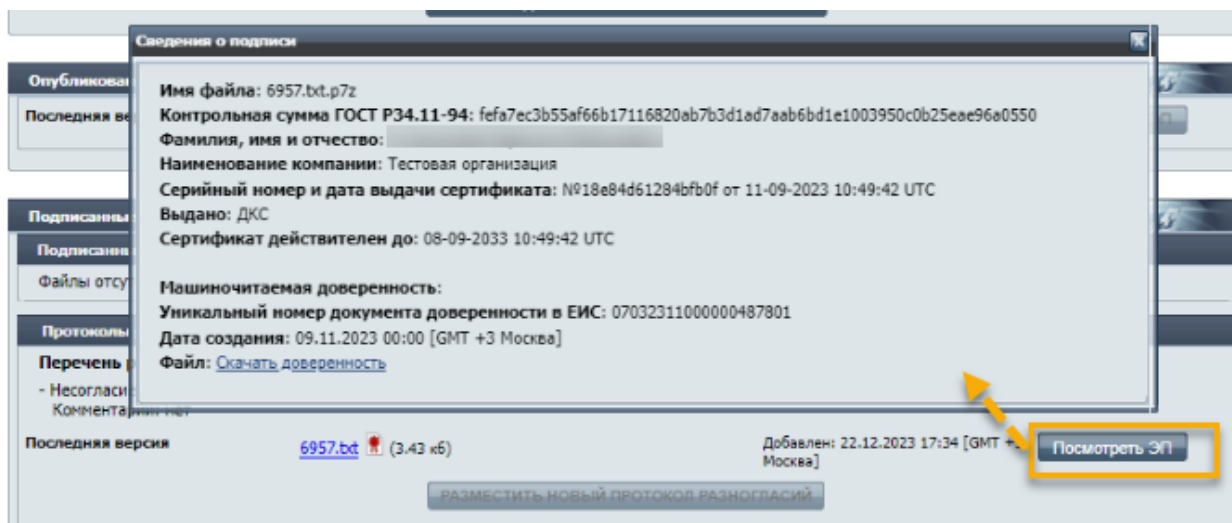 Сведения о подписи
Опубликован
Имя файла: 6957.txt.p7z
Последняя ве
Контрольная сумма ГОСТ Р34.11-94: fefa7ec3b55af66b17116820ab7b3d1ad7aab6bd1e1003950c0b25eae96a0550
Фамилия, имя и отчество:
Наименование компании: Тестовая организация
Серийный номер и дата выдачи сертификата: №18e84d61284bfb0f от 11-09-2023 10:49:42 UTC
Подписанны
Выдано: ДКС
Подписанн
Сертификат действителен до: 08-09-2033 10:49:42 UTC
Файлы отсу
Машиночитаемая доверенность:
Уникальный номер документа доверенности в ЕИС: 07032311000000487801
Протоколы
Дата создания: 09.11.2023 00:00 [GMT +3 Москва]
Перечень
Файл: Скачать доверенность
- Несогласи
Комментарии нет
Последняя версия 6957.txt (3.43 кб) Добавлен: 22.12.2023 17:34 [GMT +3 Посмотреть ЭП
Москва]
РАЗМЕСТИТЬ НОВЫЙ ПРОТОКОЛ РАЗНОГЛАСИЙ